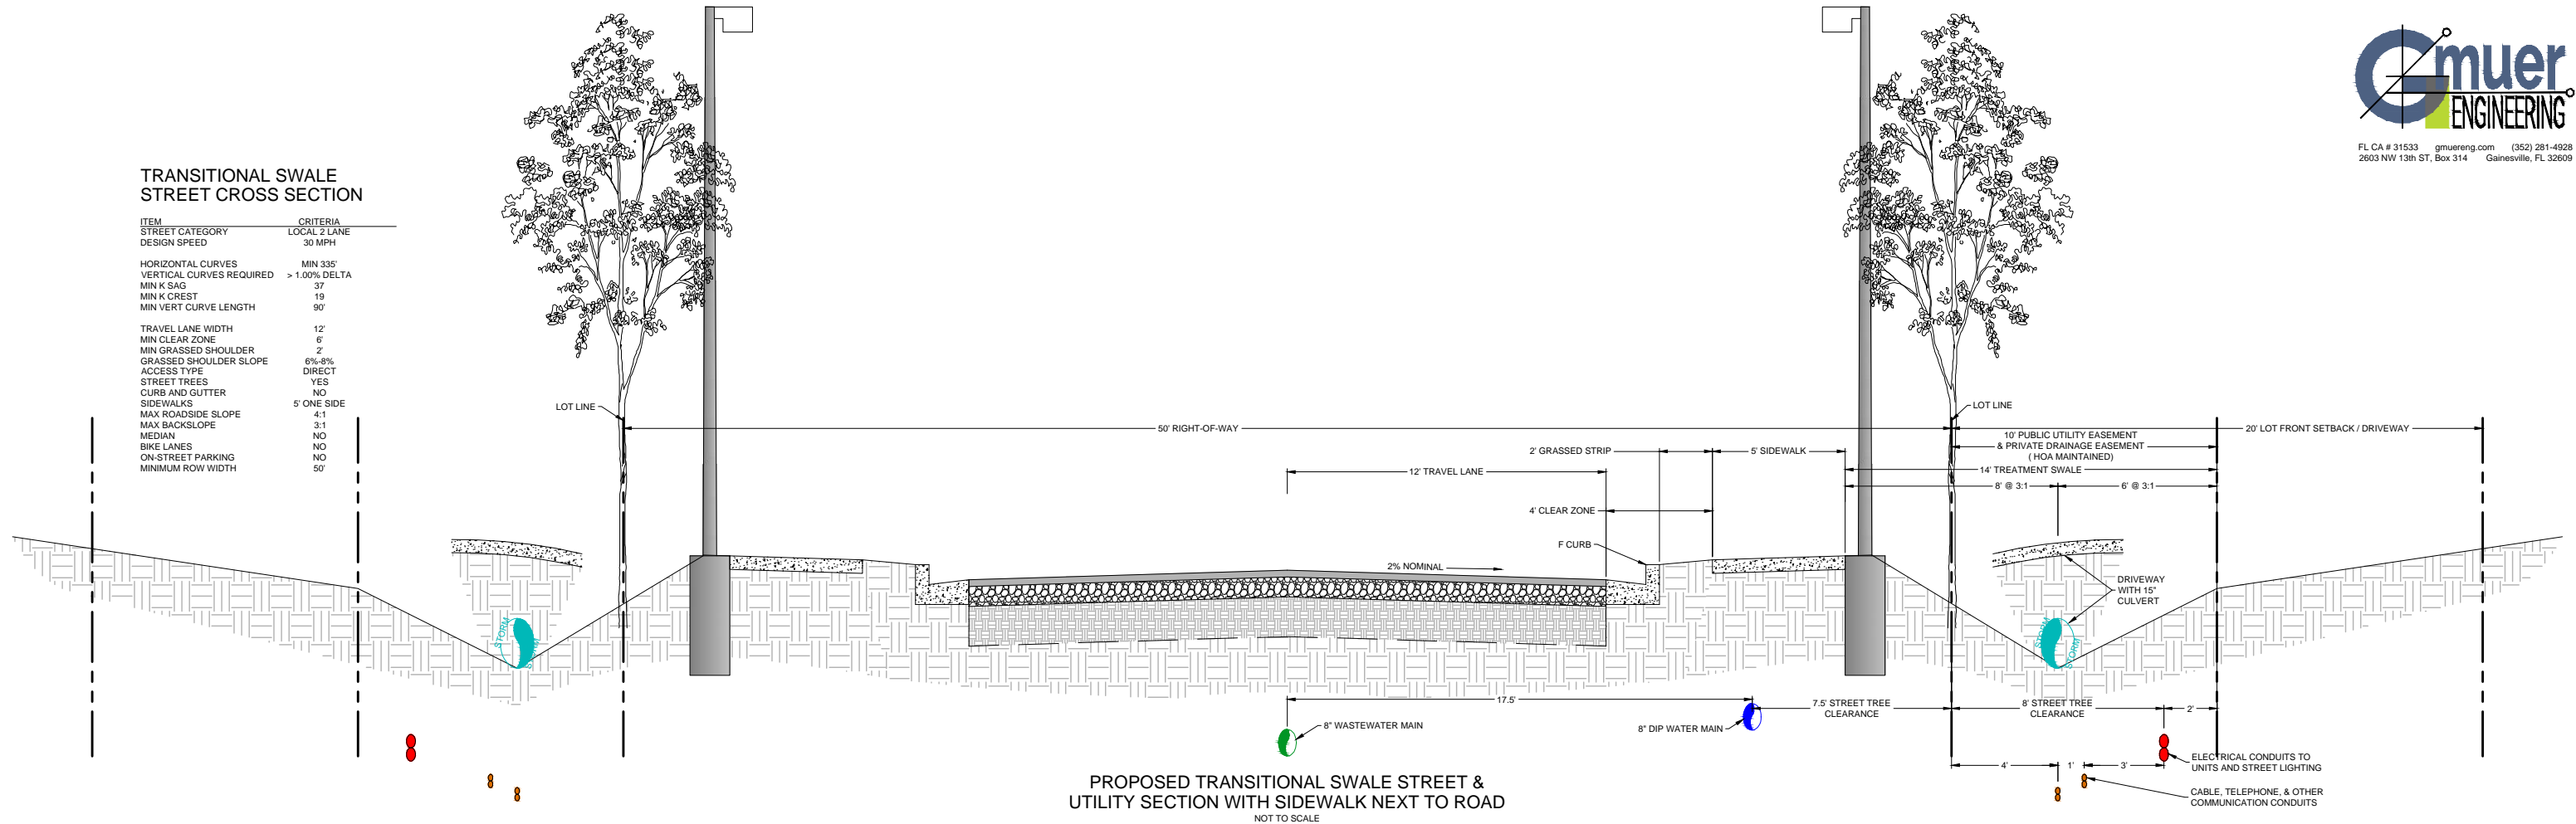 Gmuer
ENGINEERING
FL CA # 31533 gmuereng.com (352) 281-4928
2603 NW 13th ST, Box 314 Gainesville, FL 32609
TRANSITIONAL SWALE
STREET CROSS SECTION
ITEM CRITERIA
STREET CATEGORY LOCAL 2 LANE
DESIGN SPEED 30 MPH
HORIZONTAL CURVES MIN 335'
VERTICAL CURVES REQUIRED > 1.00% DELTA
MIN K SAG 37
MIN K CREST 19
MIN VERT CURVE LENGTH 90'
TRAVEL LANE WIDTH 12'
MIN CLEAR ZONE 6'
MIN GRASSED SHOULDER 2'
GRASSED SHOULDER SLOPE 6%-8%
ACCESS TYPE DIRECT
STREET TREES YES
CURB AND GUTTER NO
SIDEWALKS 5' ONE SIDE
MAX ROADSIDE SLOPE 4:1
MAX BACKSLOPE 3:1
MEDIAN NO
BIKE LANES NO
ON-STREET PARKING NO
MINIMUM ROW WIDTH 50'
LOT LINE
LOT LINE
50' RIGHT-OF-WAY
20' LOT FRONT SETBACK / DRIVEWAY
10' PUBLIC UTILITY EASEMENT
& PRIVATE DRAINAGE EASEMENT
( HOA MAINTAINED)
2' GRASSED STRIP
5' SIDEWALK
12' TRAVEL LANE
14' TREATMENT SWALE
8' @ 3:1
6' @ 3:1
4' CLEAR ZONE
F CURB
2% NOMINAL
DRIVEWAY
WITH 15"
CULVERT
STORM
STORM
STORM
STORM
17.5'
7.5' STREET TREE
CLEARANCE
8' STREET TREE
CLEARANCE
2'
8" WASTEWATER MAIN
8" DIP WATER MAIN
4'
1'
3'
ELECTRICAL CONDUITS TO
UNITS AND STREET LIGHTING
CABLE, TELEPHONE, & OTHER
COMMUNICATION CONDUITS
PROPOSED TRANSITIONAL SWALE STREET &
UTILITY SECTION WITH SIDEWALK NEXT TO ROAD
NOT TO SCALE